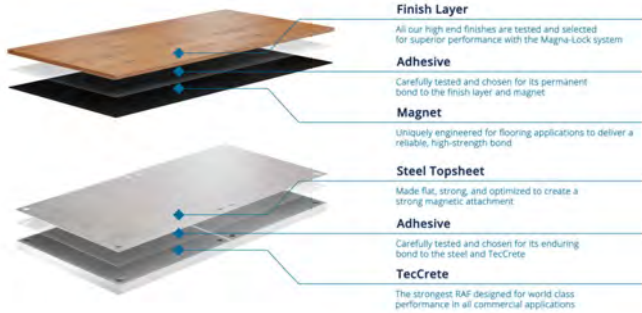 Finish Layer
All our high end finishes are tested and selected
for superior performance with the Magna-Lock system
Adhesive
Carefully tested and chosen for its permanent
bond to the finish layer and magnet
Magnet
Uniquely engineered for flooring applications to deliver a
reliable, high-strength bond
Steel Topsheet
Made flat, strong, and optimized to create a
strong magnetic attachment
Adhesive
Carefully tested and chosen for its enduring
bond to the steel and TecCrete
TecCrete
The strongest RAF designed for world class
performance in all commercial applications